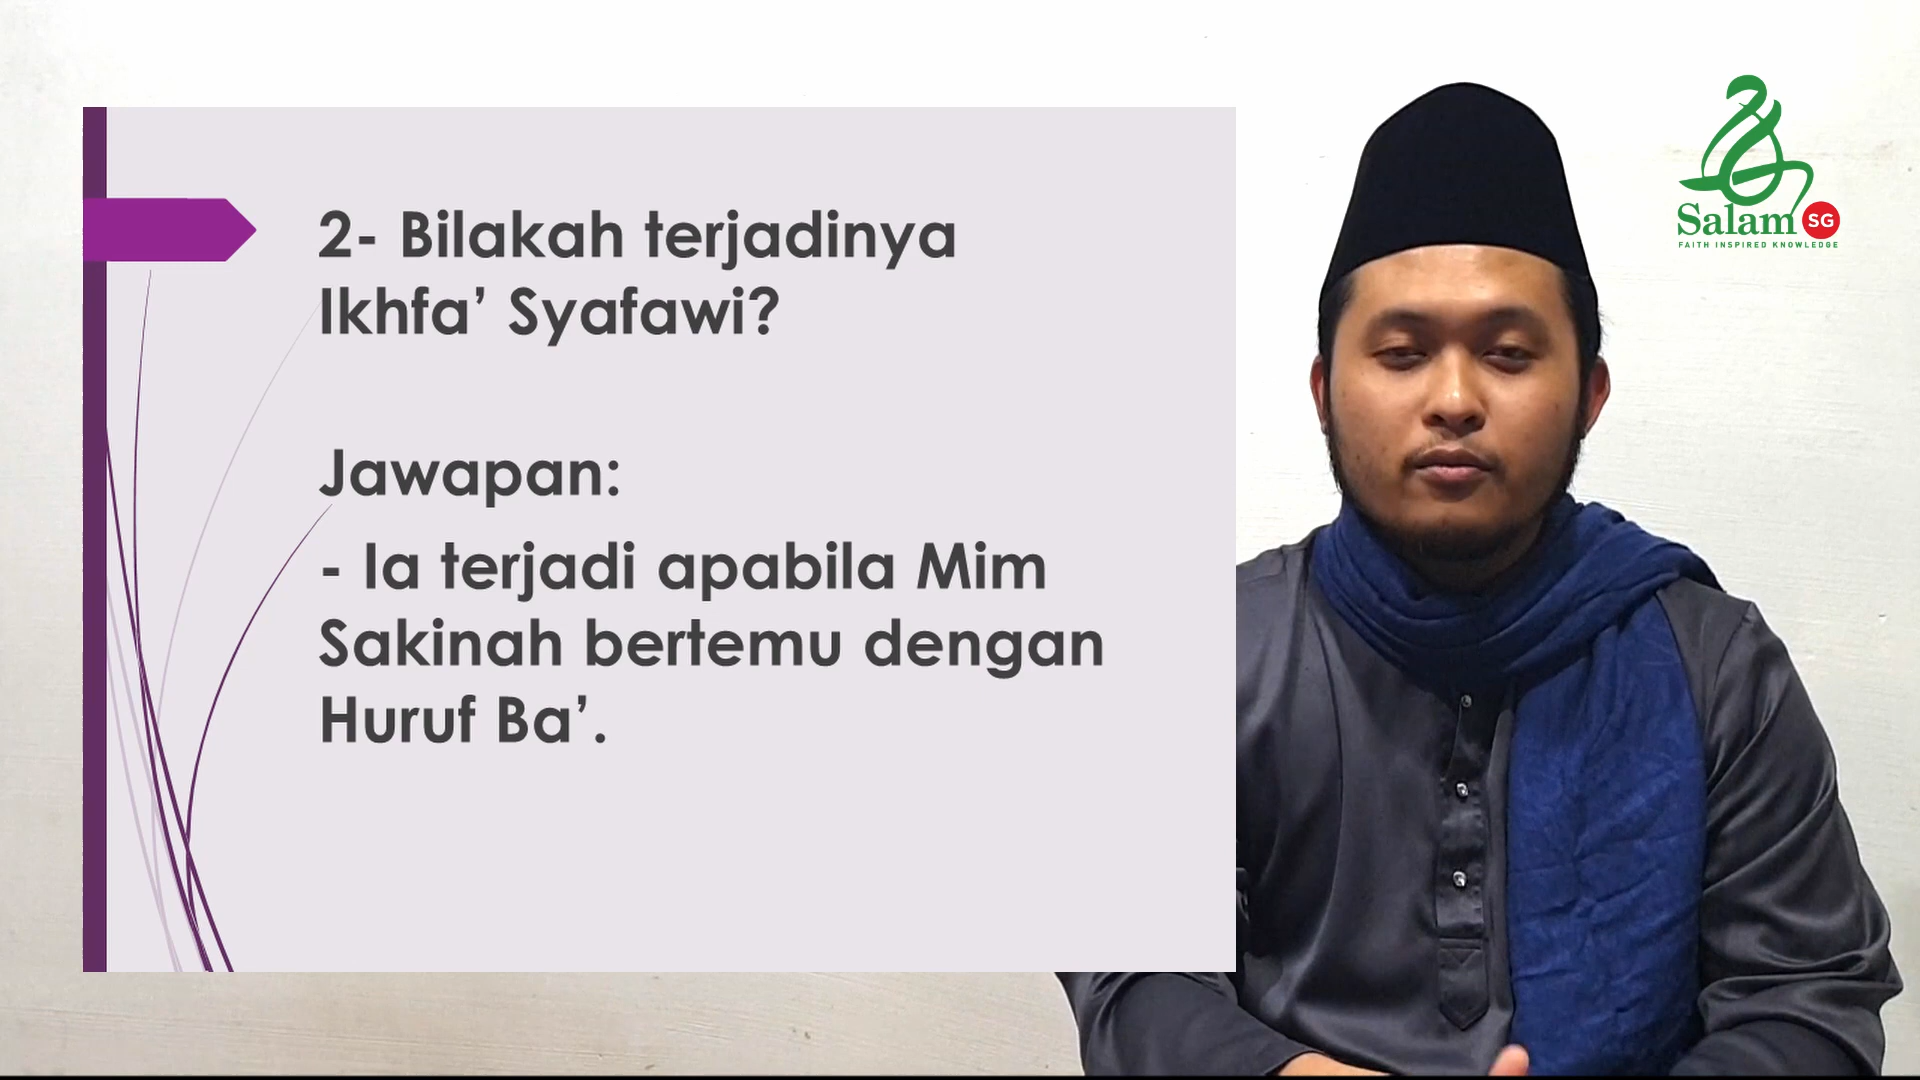 2- Bilakah terjadinya
Ikhfa’ Syafawi?
Jawapan:
- Ia terjadi apabila Mim
Sakinah bertemu dengan
Huruf Ba’.
Salam SG
FAITH INSPIRED KNOWLEDGE